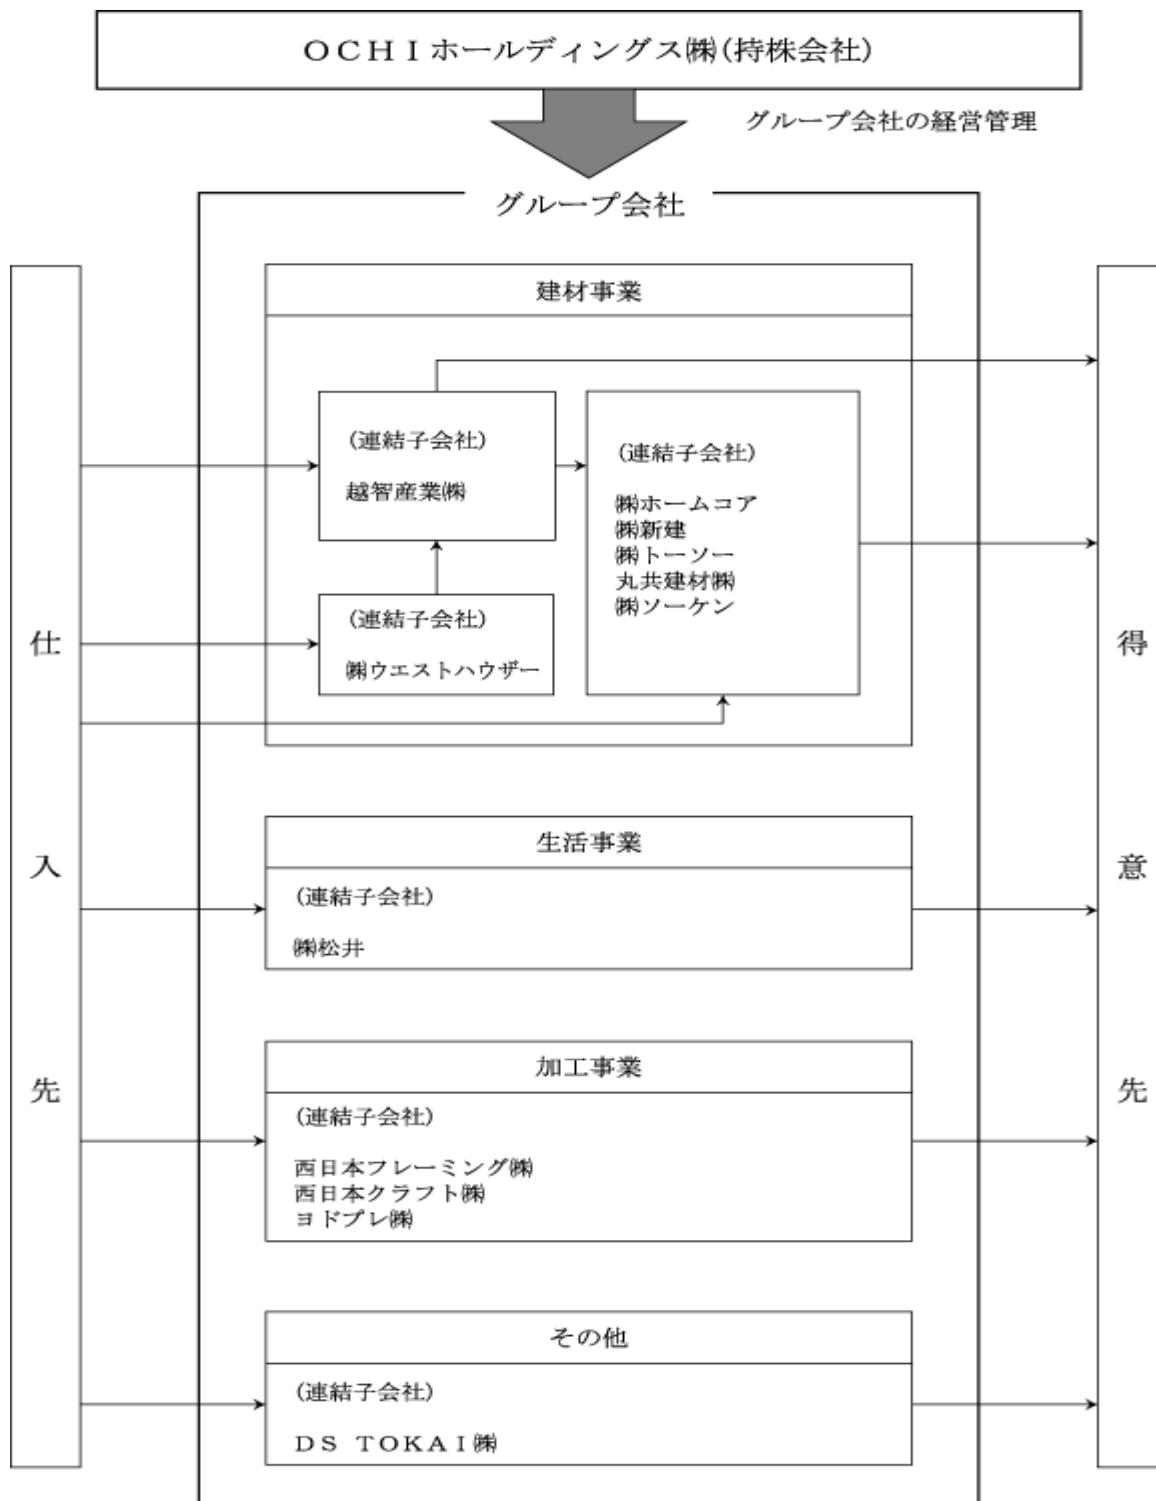 ＯＣＨＩホールディングス㈱(持株会社)
グループ会社の経営管理
グループ会社
仕入先
建材事業
(連結子会社)
越智産業㈱
(連結子会社)
㈱ウエストハウザー
(連結子会社)
㈱ホームコア
㈱新建
㈱トーソー
丸共建材㈱
㈱ソーケン
生活事業
(連結子会社)
㈱松井
加工事業
(連結子会社)
西日本フレーミング㈱
西日本クラフト㈱
ヨドプレ㈱
その他
(連結子会社)
ＤＳ ＴＯＫＡＩ㈱
得意先